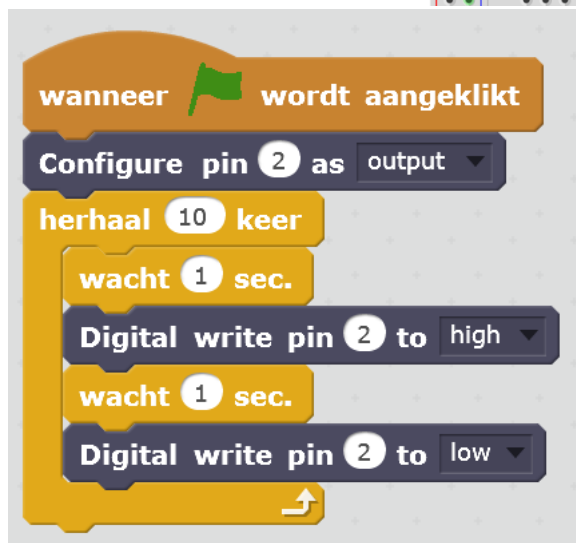 wanneer wordt aangeklikt
Configure pin 2 as output
herhaal 10 keer
wacht 1 sec.
Digital write pin 2 to high
wacht 1 sec.
Digital write pin 2 to low